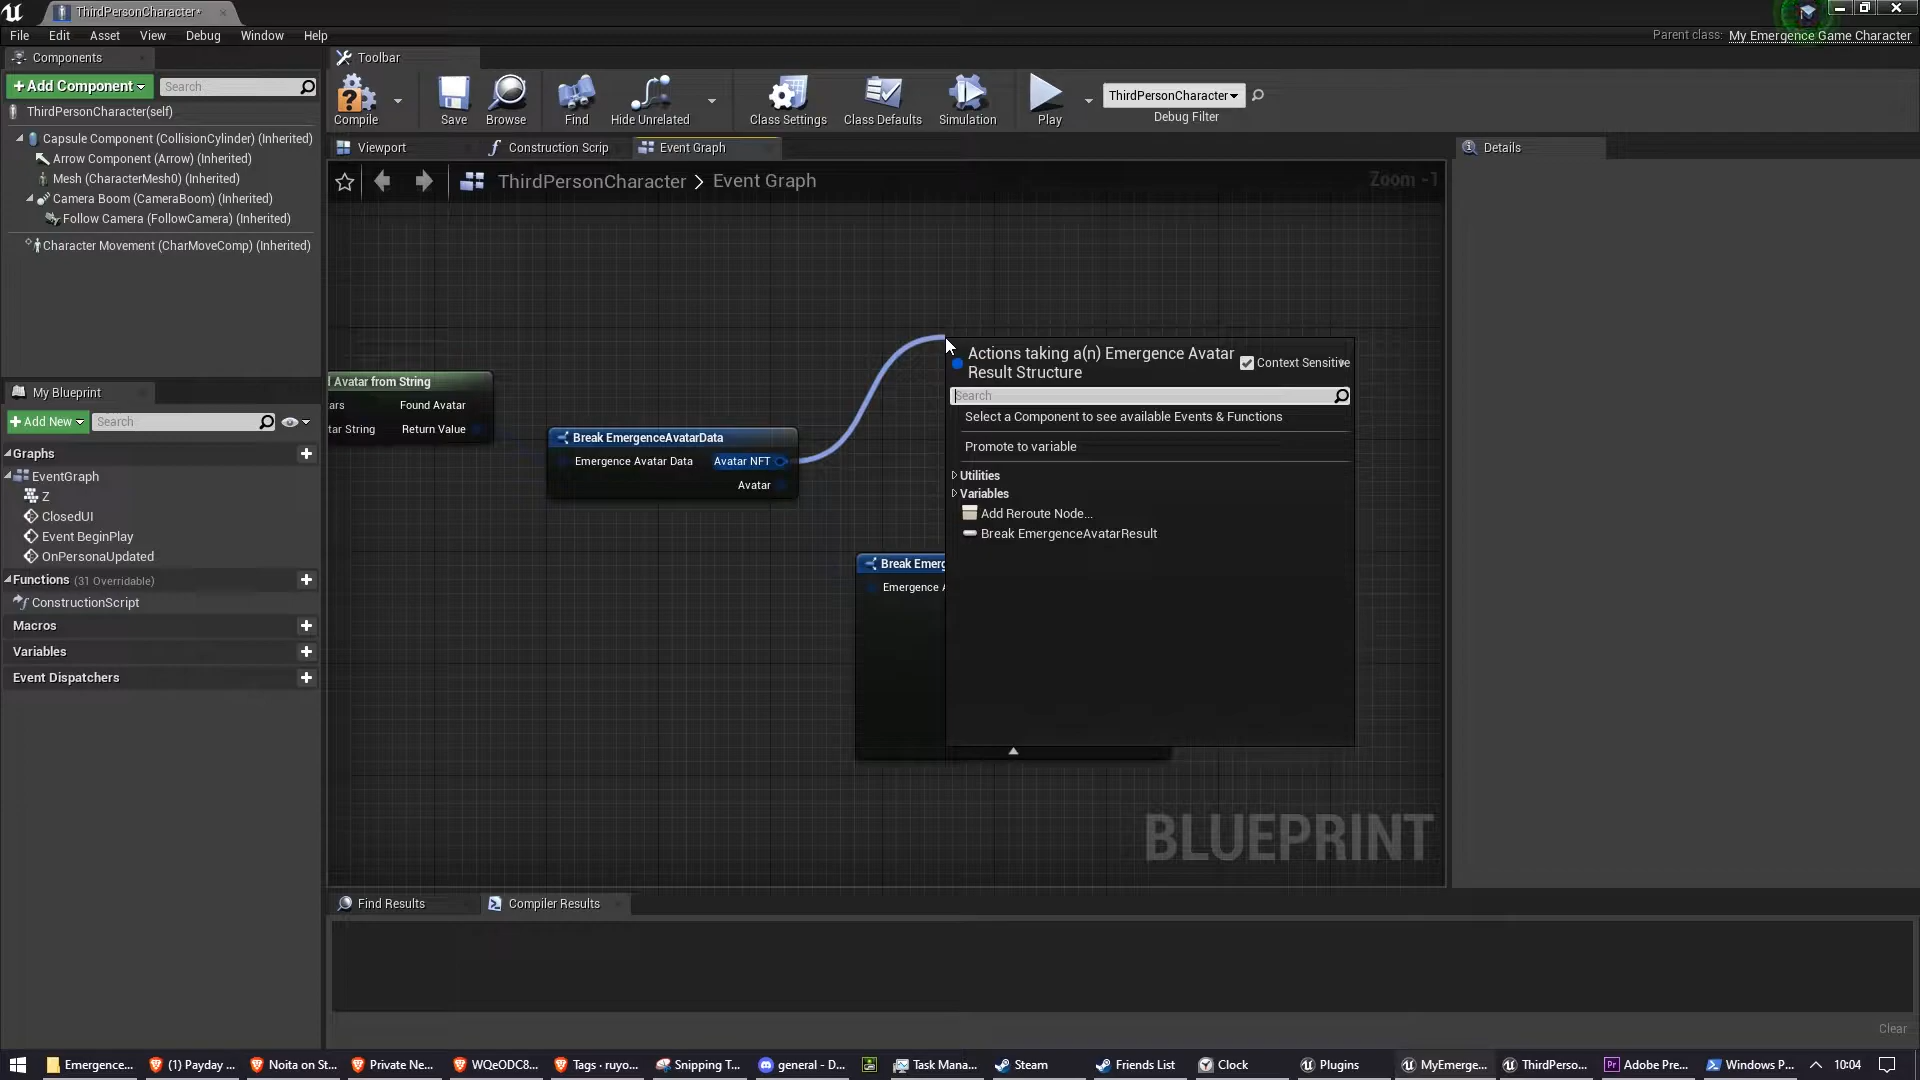 ThirdPersonCharacter*
File Edit Asset View Debug Window Help
Parent class: My Emergence Game Character
Components
+Add Component
Search
ThirdPersonCharacter(self)
Capsule Component (CollisionCylinder) (Inherited)
Arrow Component (Arrow) (Inherited)
Mesh (CharacterMesh0) (Inherited)
Camera Boom (CameraBoom) (Inherited)
Follow Camera (FollowCamera) (Inherited)
Character Movement (CharMoveComp) (Inherited)
Toolbar
Compile
Save
Browse
Find
Hide Unrelated
Class Settings
Class Defaults
Simulation
Play
ThirdPersonCharacter
Debug Filter
Viewport
Construction Scrip
Event Graph
Details
ThirdPersonCharacter > Event Graph
Zoom -1
My Blueprint
+Add New
Search
Graphs
EventGraph
Z
ClosedUI
Event BeginPlay
OnPersonaUpdated
Functions (31 Overridable)
ConstructionScript
Macros
Variables
Event Dispatchers
l Avatar from String
ars
Found Avatar
tar String
Return Value
Break EmergenceAvatarData
Emergence Avatar Data
Avatar NFT
Avatar
Break Emerg
Emergence A
Actions taking a(n) Emergence Avatar
Result Structure
Context Sensitive
Search
Select a Component to see available Events & Functions
Promote to variable
Utilities
Variables
Add Reroute Node...
Break EmergenceAvatarResult
BLUEPRINT
Find Results
Compiler Results
Clear
Emergence...
(1) Payday ...
Noita on St...
Private Ne...
WQeODC8...
Tags · ruyo...
Snipping T...
general - D...
Task Mana...
Steam
Friends List
Clock
Plugins
MyEmerge...
ThirdPerso...
Adobe Pre...
Windows P...
10:04